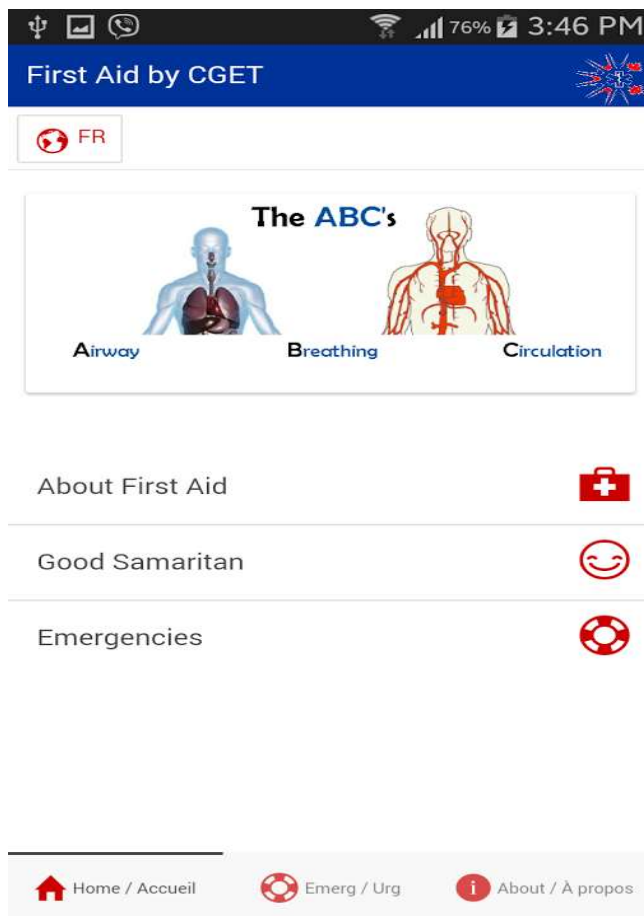 76% 3:46 PM
First Aid by CGET
FR
The ABC's
Airway Breathing Circulation
About First Aid
Good Samaritan
Emergencies
Home / Accueil Emerg / Urg About / À propos